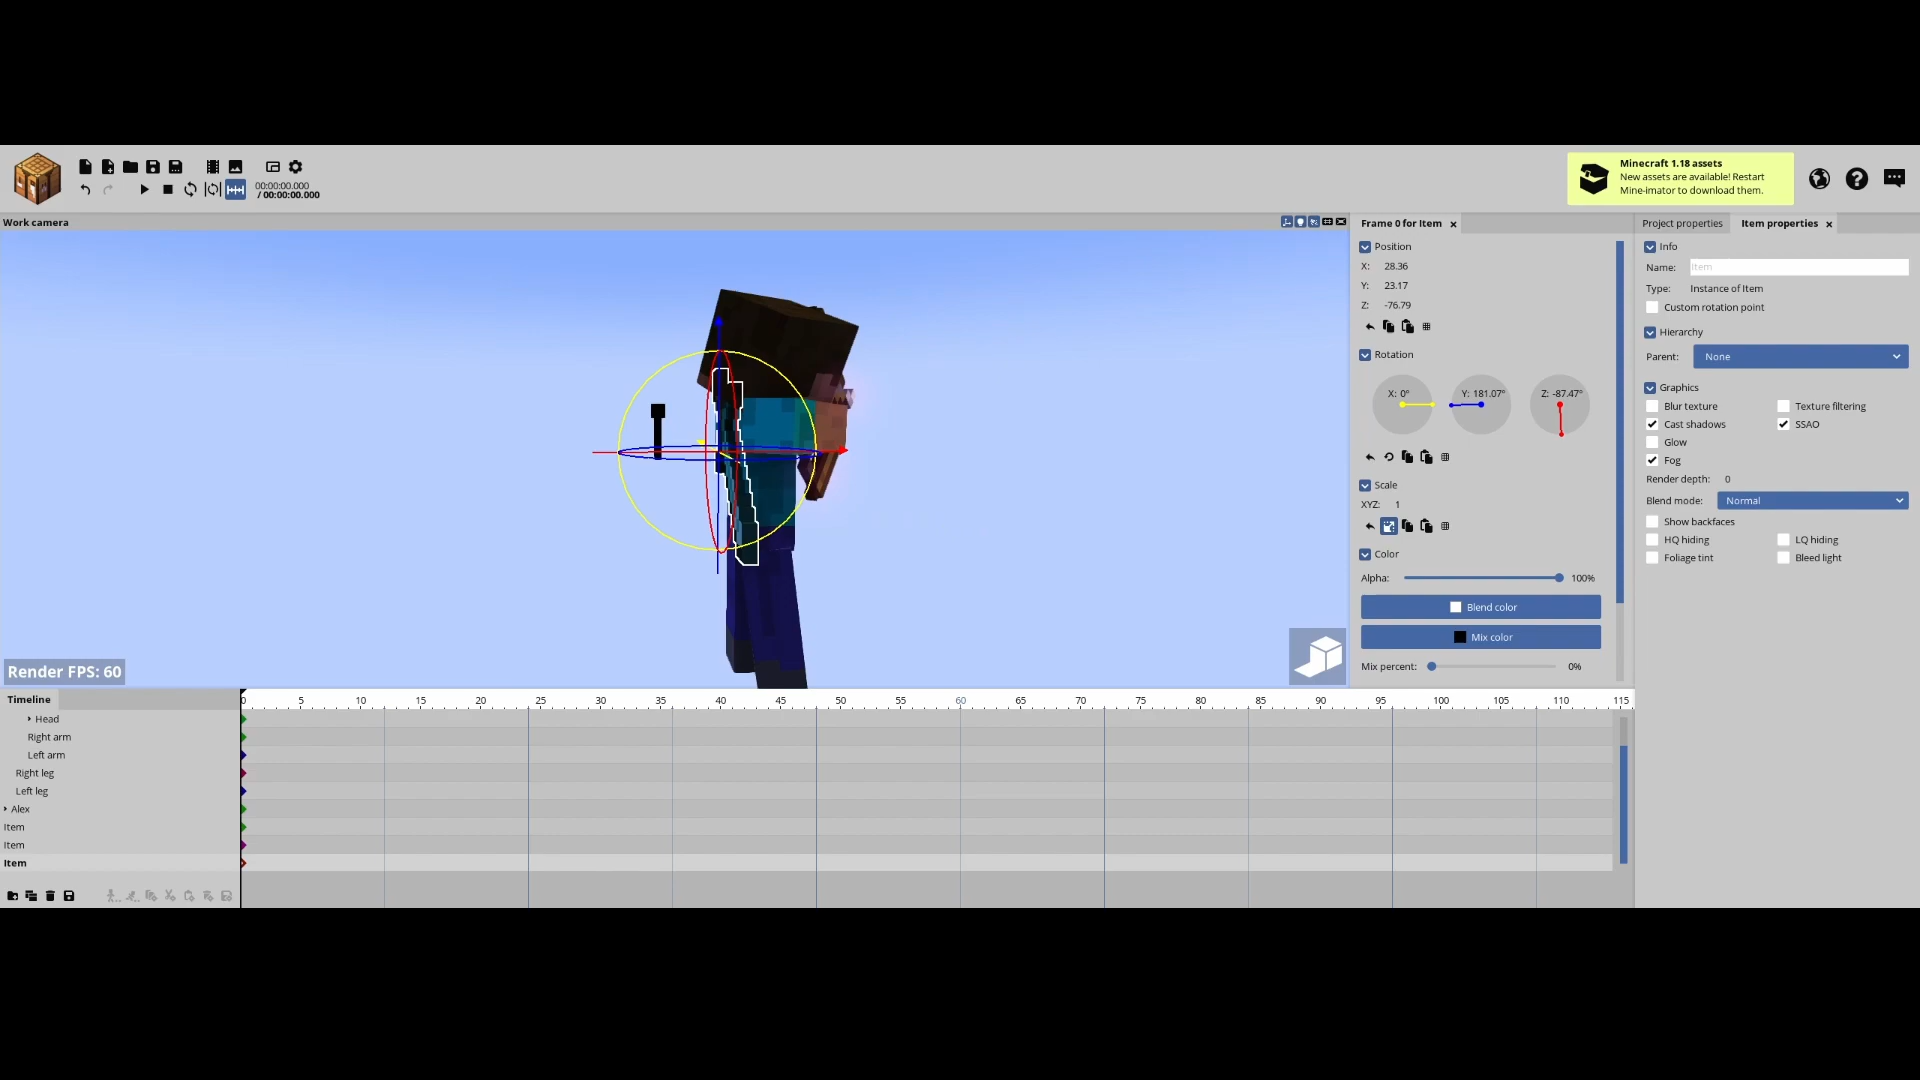 00:00:00.000
/ 00:00:00.000
Minecraft 1.18 assets
New assets are available! Restart
Mine-imator to download them.
Work camera
Render FPS: 60
Frame 0 for Item
Position
X: 28.36
Y: 23.17
Z: -76.79
Rotation
X: 0° Y: 181.07° Z: -87.47°
Scale
XYZ: 1
Color
Alpha: 100%
Blend color
Mix color
Mix percent: 0%
Project properties Item properties
Info
Name: Item
Type: Instance of Item
Custom rotation point
Hierarchy
Parent: None
Graphics
Blur texture Texture filtering
Cast shadows SSAO
Glow
Fog
Render depth: 0
Blend mode: Normal
Show backfaces
HQ hiding LQ hiding
Foliage tint Bleed light
Timeline
0 5 10 15 20 25 30 35 40 45 50 55 60 65 70 75 80 85 90 95 100 105 110 115
Head
Right arm
Left arm
Right leg
Left leg
Alex
Item
Item
Item